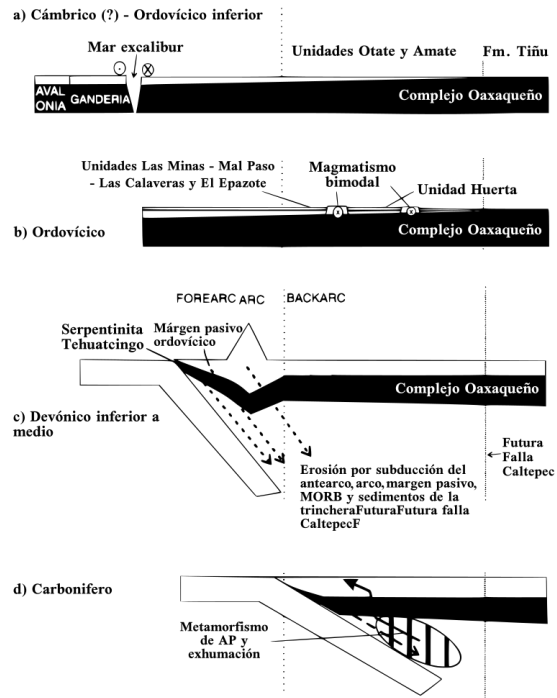 a) Cámbrico (?) - Ordovícico inferior
Mar excalibur
Unidades Otate y Amate
Fm. Tiñu
AVAL
ONIA
GANDERIA
Complejo Oaxaqueño
Unidades Las Minas - Mal Paso
- Las Calaveras y El Epazote
Magmatismo
bimodal
Unidad Huerta
b) Ordovícico
Complejo Oaxaqueño
FOREARC ARC BACKARC
Serpentinita
Tehuatcingo
Márgen pasivo
ordovícico
Complejo Oaxaqueño
c) Devónico inferior a
medio
Futura
Falla
Caltepec
Erosión por subducción del
antearco, arco, margen pasivo,
MORB y sedimentos de la
trincheraFuturaFutura falla
CaltepecF
d) Carbonifero
Metamorfismo
de AP y
exhumación